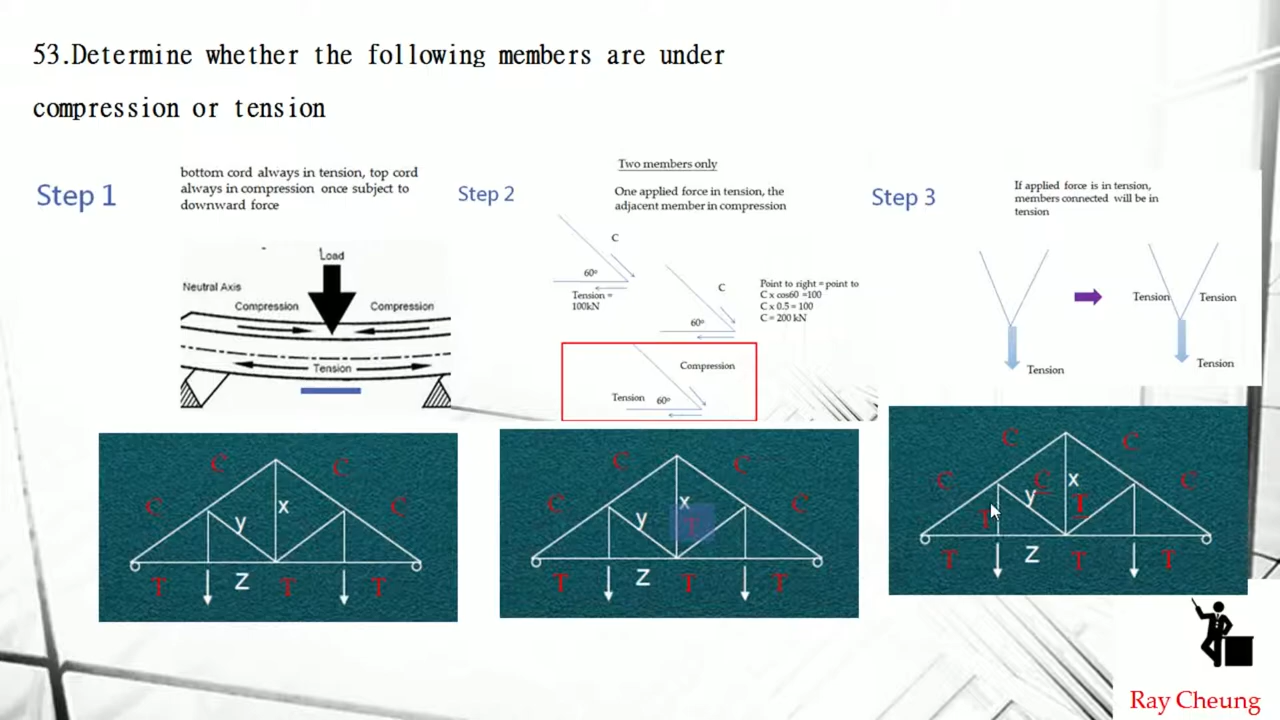 53.Determine whether the following members are under
compression or tension
Step 1
bottom cord always in tension, top cord
always in compression once subject to
downward force
Load
Neutral Axis
Compression
Compression
Tension
Step 2
Two members only
One applied force in tension, the
adjacent member in compression
C
60°
Tension =
100kN
C
60°
Point to right = point to
C x cos60 =100
C x 0.5 = 100
C = 200 kN
Compression
Tension
60°
Step 3
If applied force is in tension,
members connected will be in
tension
Tension
Tension
Tension
Tension
C
C
C
C
x
y
T
Z
T
T
C
C
C
C
x
y
T
T
Z
T
T
C
C
C
C
C
x
y
T
T
T
Z
T
T
Ray Cheung